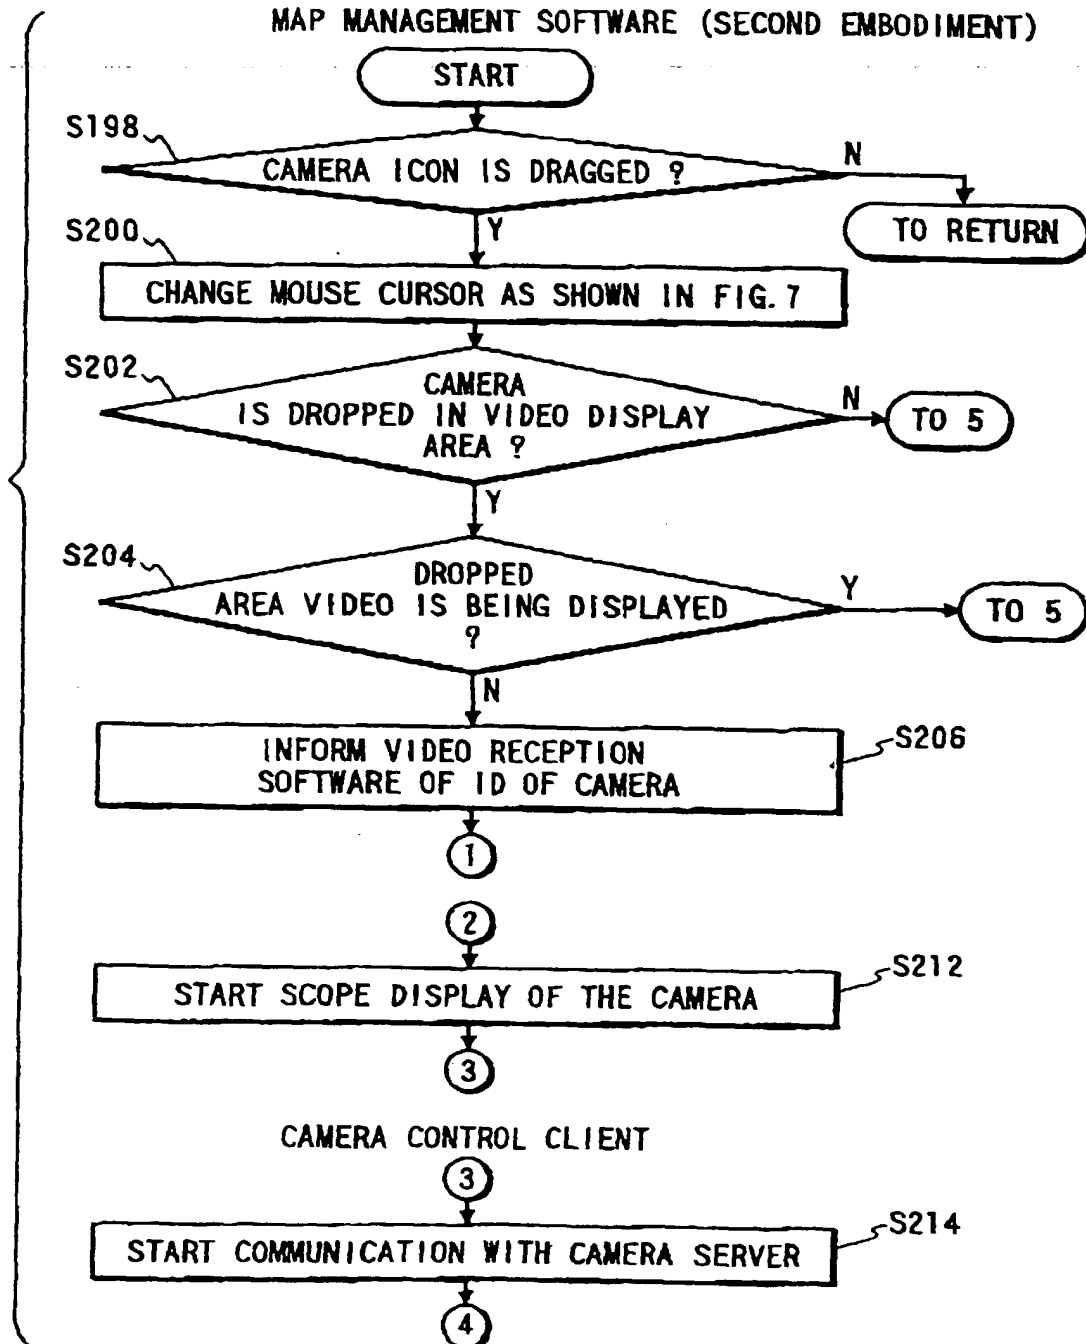 MAP MANAGEMENT SOFTWARE (SECOND EMBODIMENT)
START
S198
CAMERA ICON IS DRAGGED ?
N
TO RETURN
Y
S200
CHANGE MOUSE CURSOR AS SHOWN IN FIG. 7
S202
CAMERA
IS DROPPED IN VIDEO DISPLAY
AREA ?
N
TO 5
Y
S204
DROPPED
AREA VIDEO IS BEING DISPLAYED
?
Y
TO 5
N
S206
INFORM VIDEO RECEPTION
SOFTWARE OF ID OF CAMERA
1
2
S212
START SCOPE DISPLAY OF THE CAMERA
3
CAMERA CONTROL CLIENT
3
S214
START COMMUNICATION WITH CAMERA SERVER
4